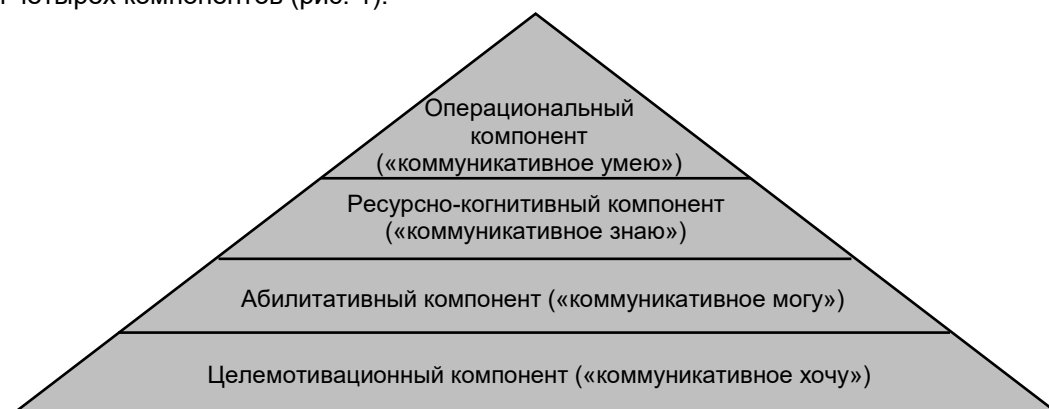 четырех компонентов (рис. 1).
Операциональный
компонент
(«коммуникативное умею»)
Ресурсно-когнитивный компонент
(«коммуникативное знаю»)
Абилитативный компонент («коммуникативное могу»)
Целемотивационный компонент («коммуникативное хочу»)